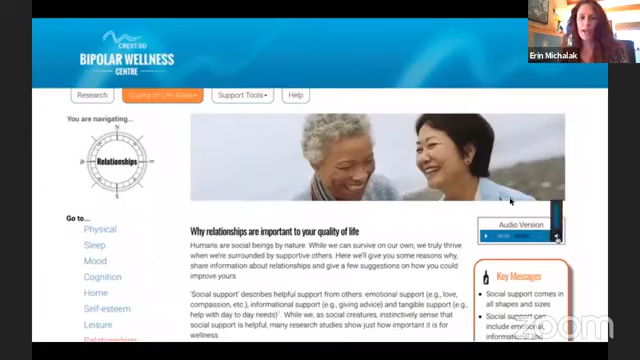 Erin Michalak
CREST.BD
BIPOLAR WELLNESS
CENTRE
Research
Quality of Life Areas
Support Tools
Help
You are navigating...
N
Relationships
Audio Version
Go to...
Physical
Sleep
Mood
Cognition
Home
Self-esteem
Leisure
Relationships
Why relationships are important to your quality of life
Humans are social beings by nature. While we can survive on our own, we truly thrive
when we're surrounded by supportive others. Here we'll give you some reasons why,
share information about relationships and give a few suggestions on how you could
improve yours.
'Social support' describes helpful support from others: emotional support (e.g., love,
compassion, etc.), informational support (e.g., giving advice) and tangible support (e.g.,
help with day to day needs). While we, as social creatures, instinctively sense that
social support is helpful, many research studies show just how important it is for
wellness.
Key Messages
• Social support comes in
all shapes and sizes
• Social support can
include emotional,
informational and
zoom